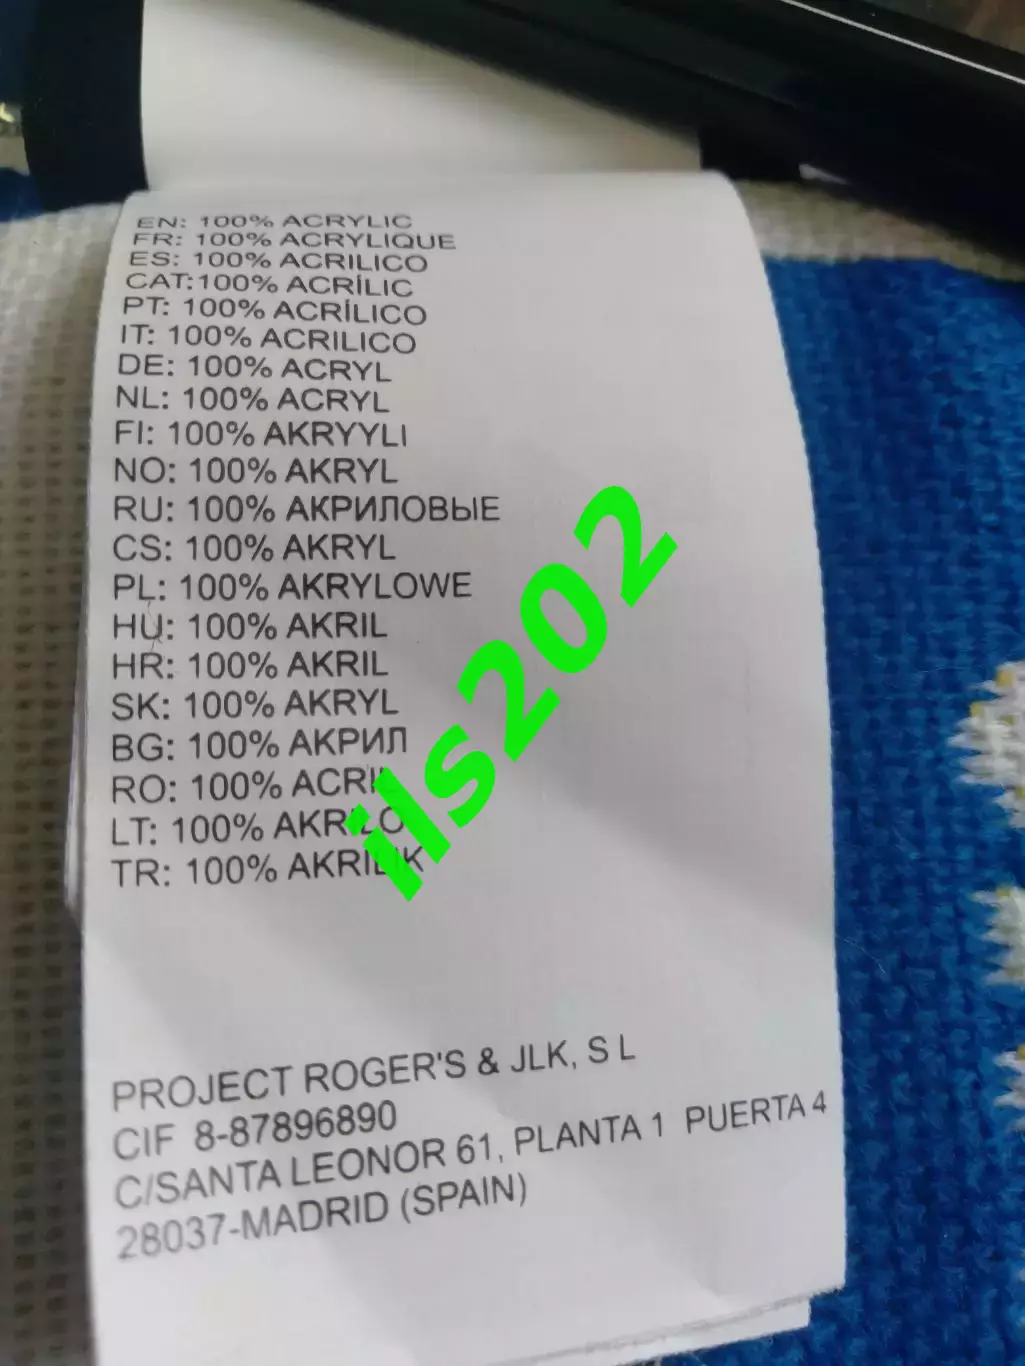 EN: 100% ACRYLIC
FR: 100% ACRYLIQUE
ES: 100% ACRILICO
CAT:100% ACRÍLIC
PT: 100% ACRÍLICO
IT: 100% ACRILICO
DE: 100% ACRYL
NL: 100% ACRYL
FI: 100% AKRYYLI
NO: 100% AKRYL
RU: 100% АКРИЛОВЫЕ
CS: 100% AKRYL
PL: 100% AKRYLOWE
HU: 100% AKRIL
HR: 100% AKRIL
SK: 100% AKRYL
BG: 100% АКРИЛ
RO: 100% ACRIL
LT: 100% AKRILO
TR: 100% AKRILIK
ils202
PROJECT ROGER'S & JLK, S L
CIF 8-87896890
C/SANTA LEONOR 61, PLANTA 1 PUERTA 4
28037-MADRID (SPAIN)